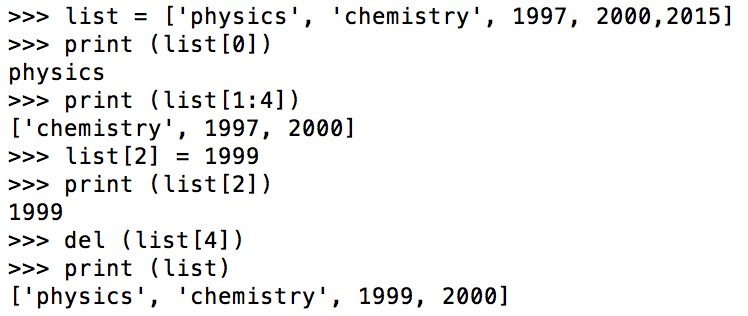 >>> list = ['physics', 'chemistry', 1997, 2000,2015]
>>> print (list[0])
physics
>>> print (list[1:4])
['chemistry', 1997, 2000]
>>> list[2] = 1999
>>> print (list[2])
1999
>>> del (list[4])
>>> print (list)
['physics', 'chemistry', 1999, 2000]